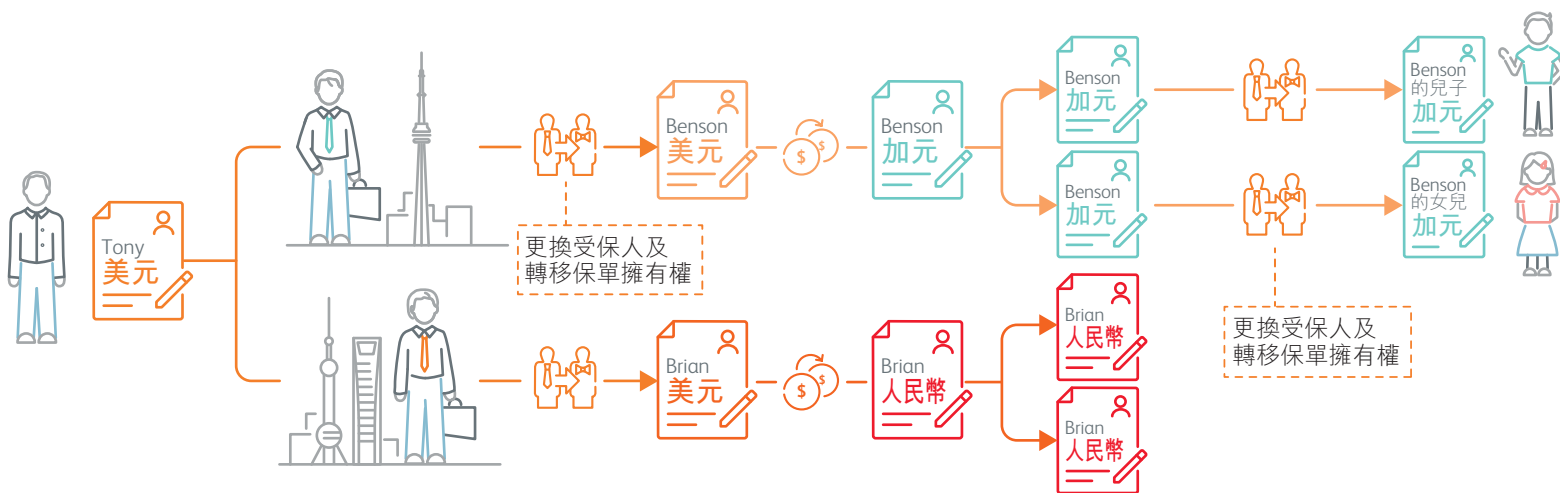 Tony
美元
更換受保人及
轉移保單擁有權
Benson
美元
$
$
Benson
加元
Benson
加元
Benson
的兒子
加元
Benson
加元
Benson
的女兒
加元
更換受保人及
轉移保單擁有權
Brian
美元
$
$
Brian
人民幣
Brian
人民幣
Brian
人民幣